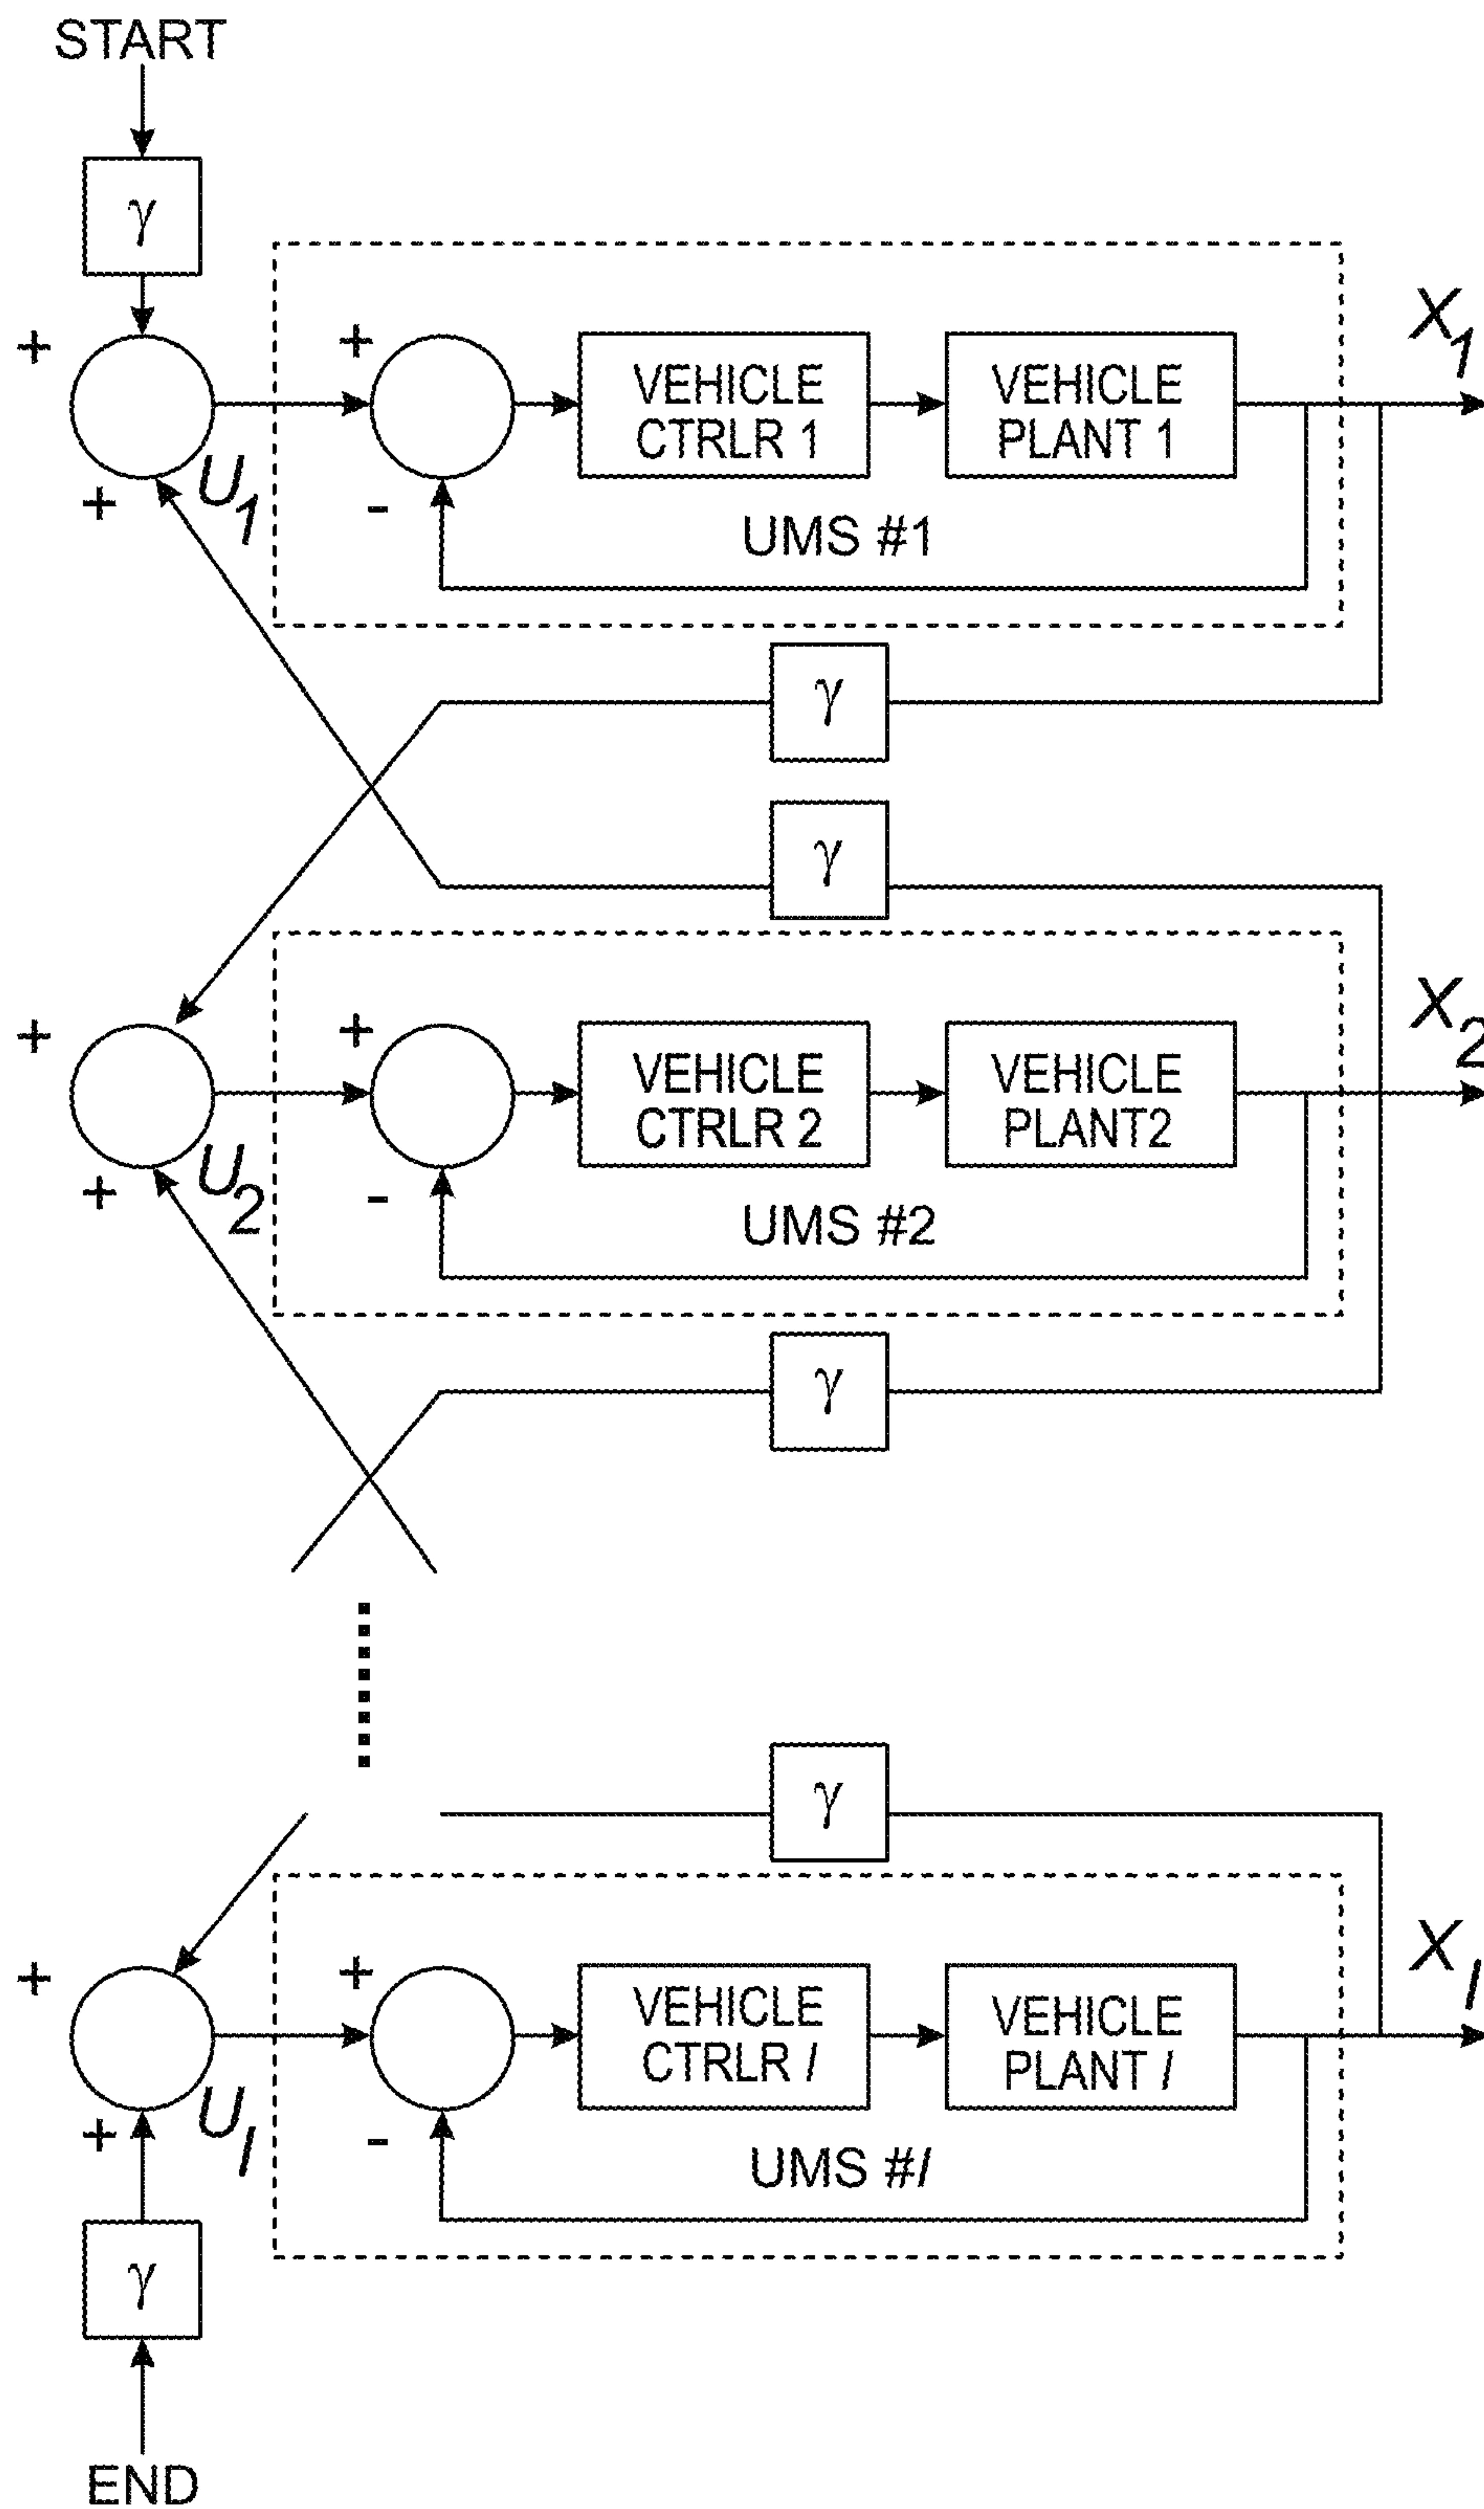 START
γ
+
+
X1
VEHICLE
CTRLR 1
VEHICLE
PLANT 1
U1
+
-
UMS #1
γ
γ
+
+
X2
VEHICLE
CTRLR 2
VEHICLE
PLANT2
U2
+
-
UMS #2
γ
γ
+
+
XI
VEHICLE
CTRLR I
VEHICLE
PLANT I
UI
+
-
UMS #I
γ
END